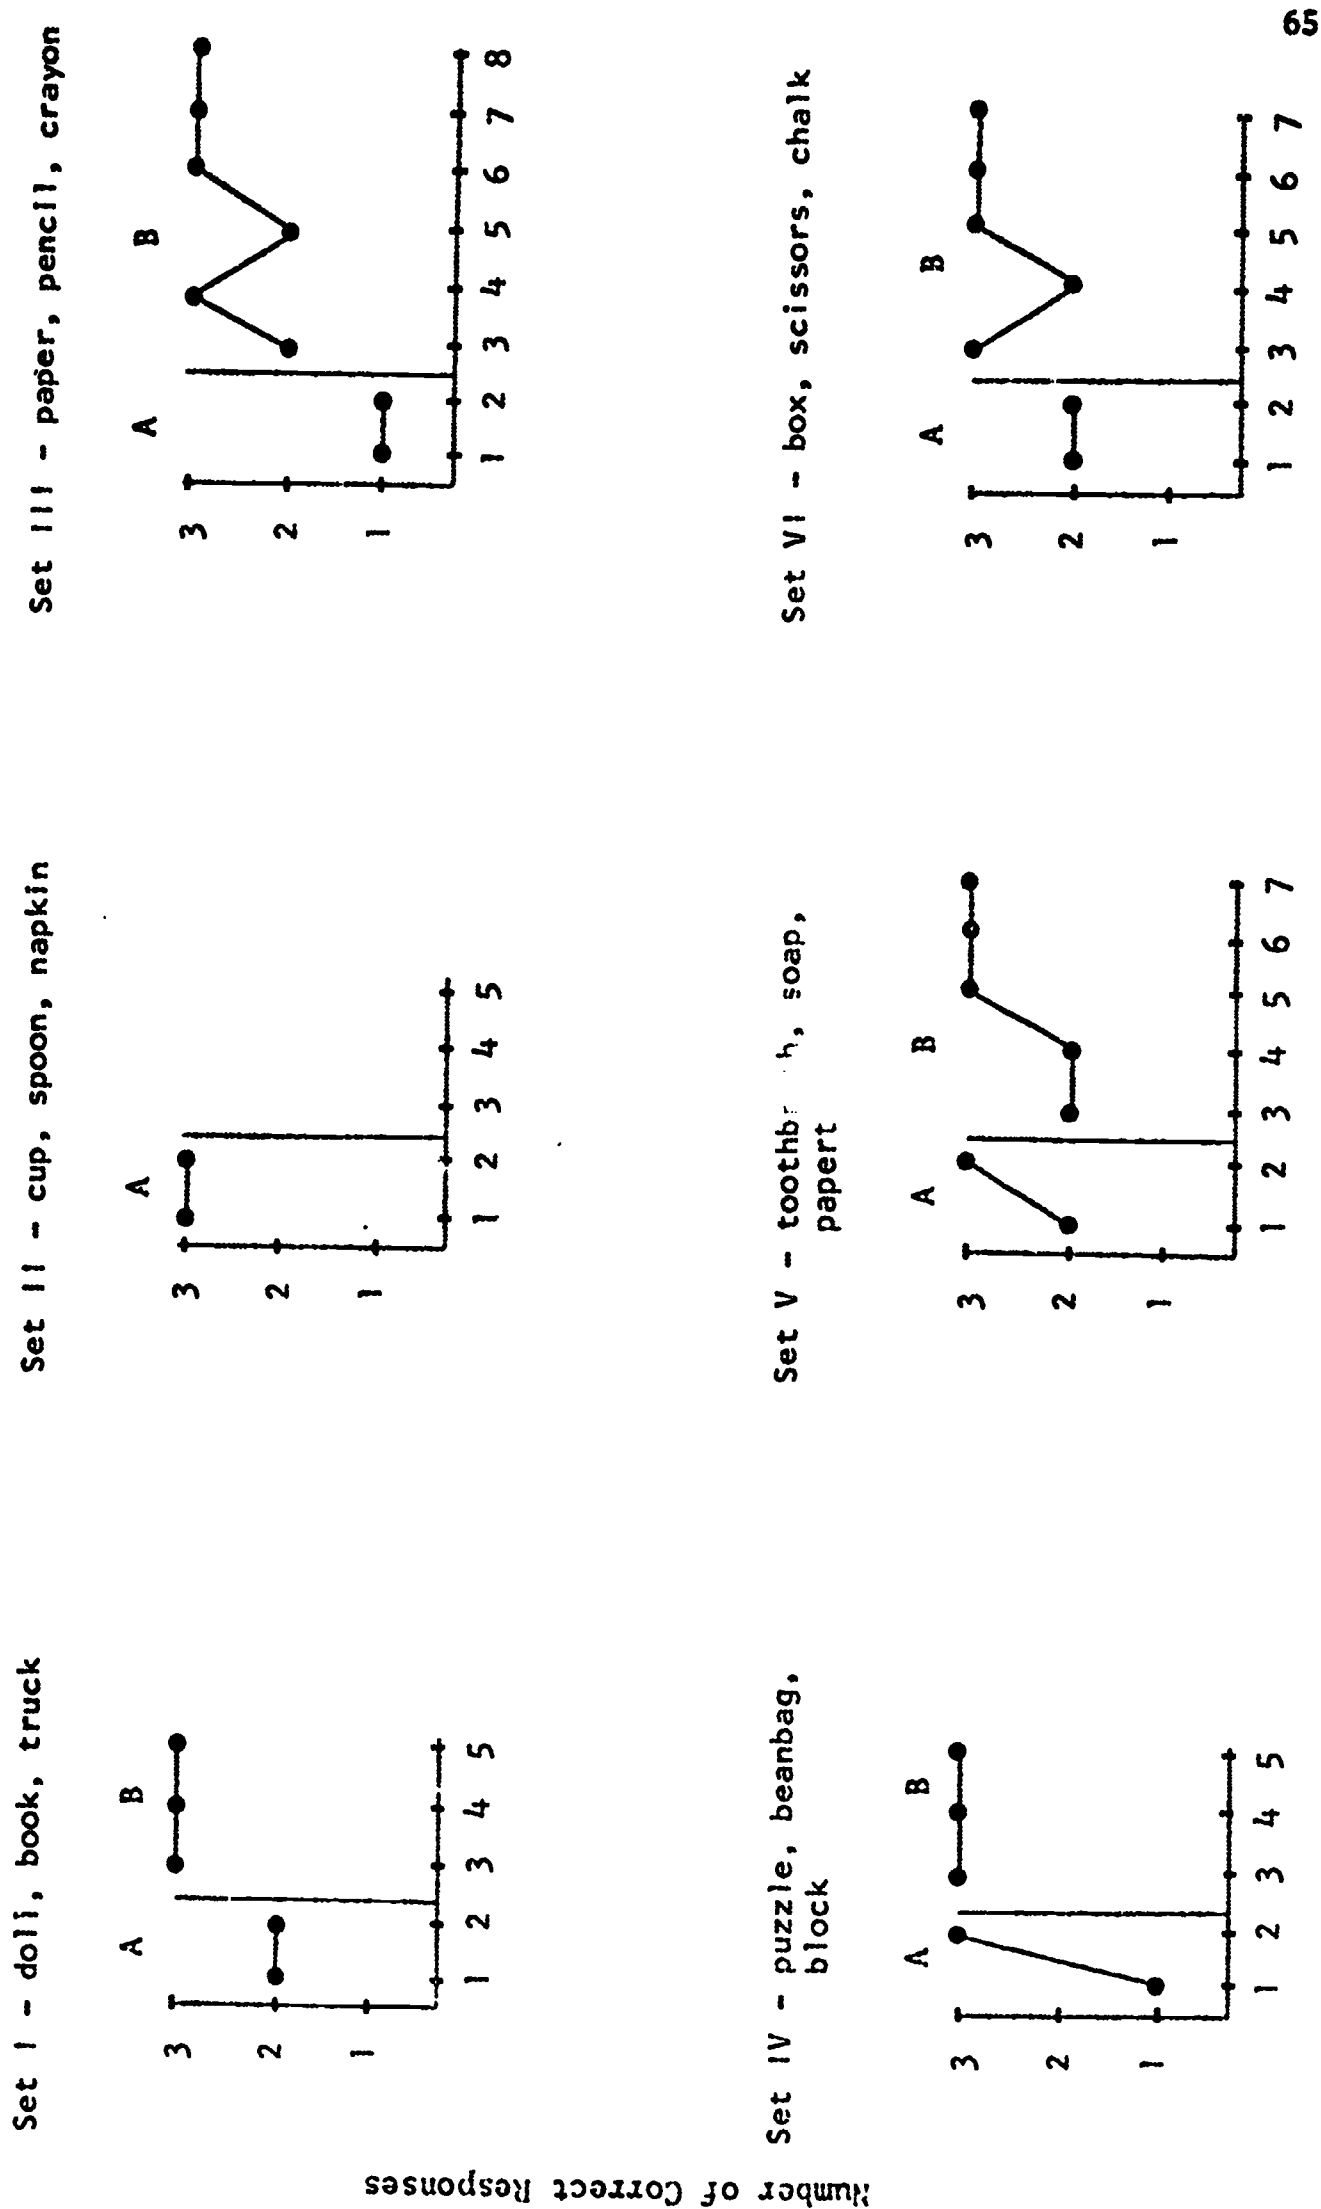 65
Set I - doll, book, truck
A B
3
2
1
1 2 3 4 5
Set II - cup, spoon, napkin
A
3
2
1
1 2 3 4 5
Set III - paper, pencil, crayon
A B
3
2
1
1 2 3 4 5 6 7 8
Set IV - puzzle, beanbag,
block
A B
3
2
1
1 2 3 4 5
Set V - h, soap,
papert
A B
3
2
1
1 2 3 4 5 6 7
Set VI - box, scissors, chalk
A B
3
2
1
1 2 3 4 5 6 7
Number of Correct Responses